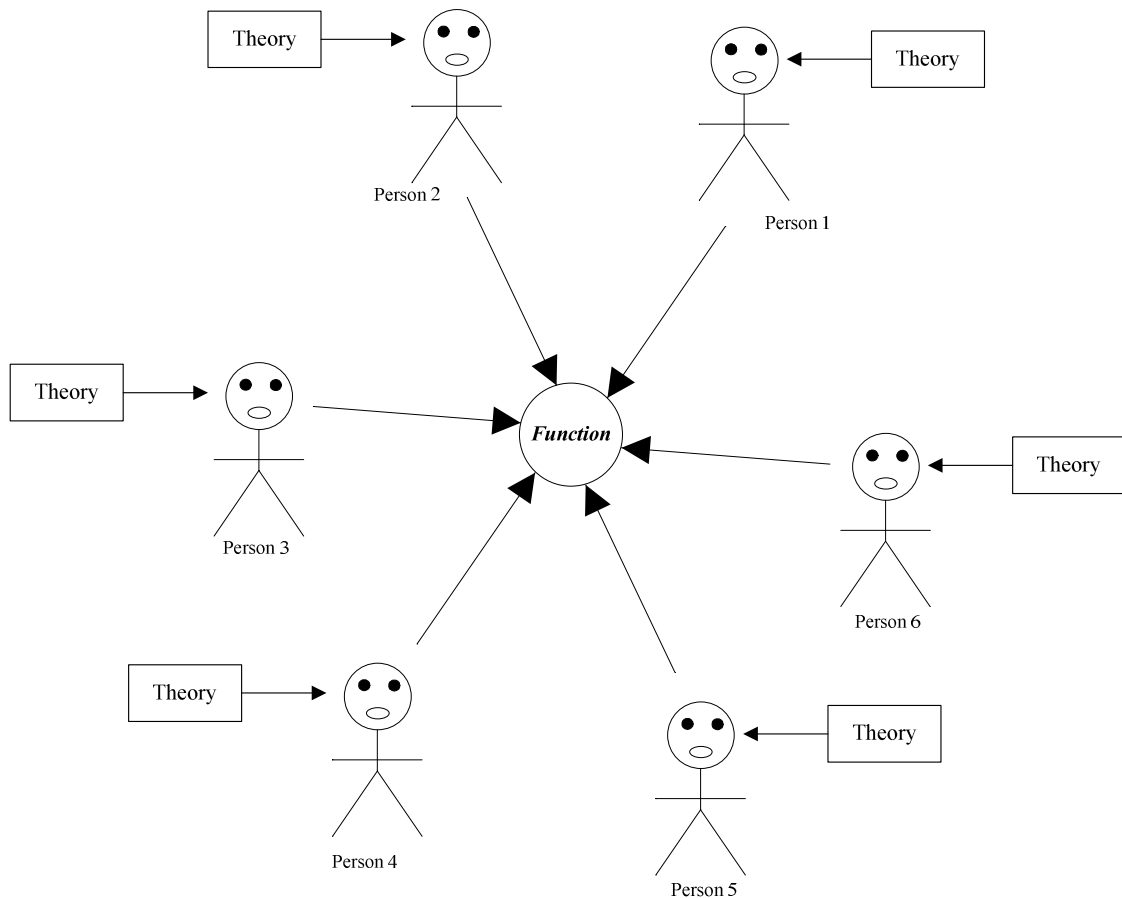 Theory
Theory
Person 2
Person 1
Theory
Function
Theory
Person 3
Person 6
Theory
Theory
Person 4
Person 5